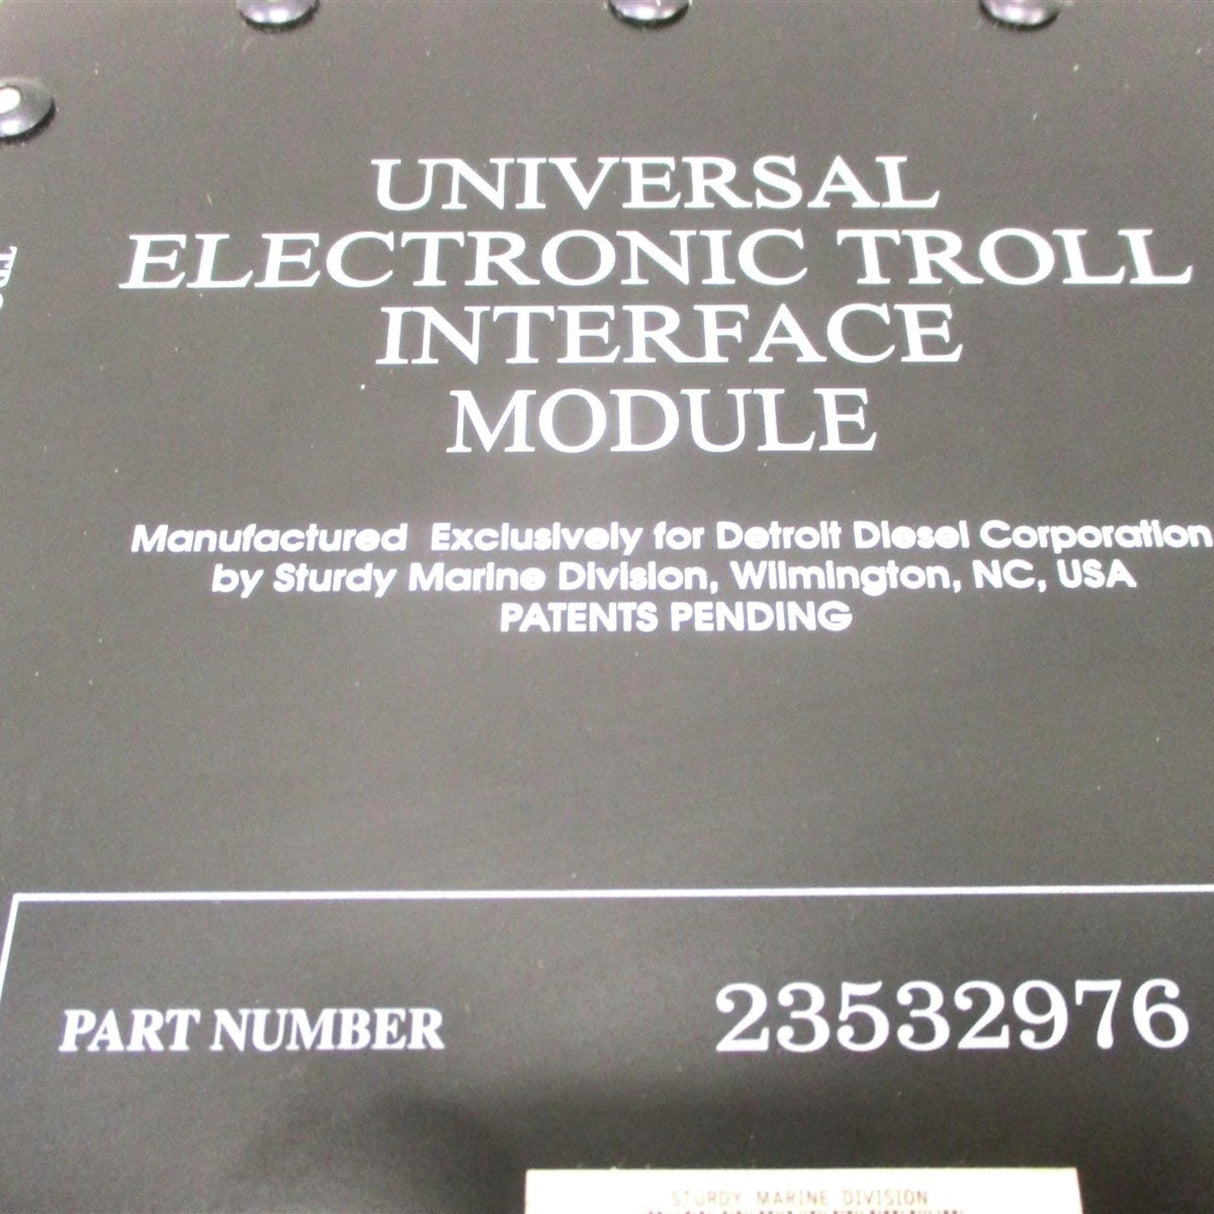 UNIVERSAL
ELECTRONIC TROLL
INTERFACE
MODULE
Manufactured Exclusively for Detroit Diesel Corporation
by Sturdy Marine Division, Wilmington, NC, USA
PATENTS PENDING
PART NUMBER 23532976
STURDY MARINE DIVISION